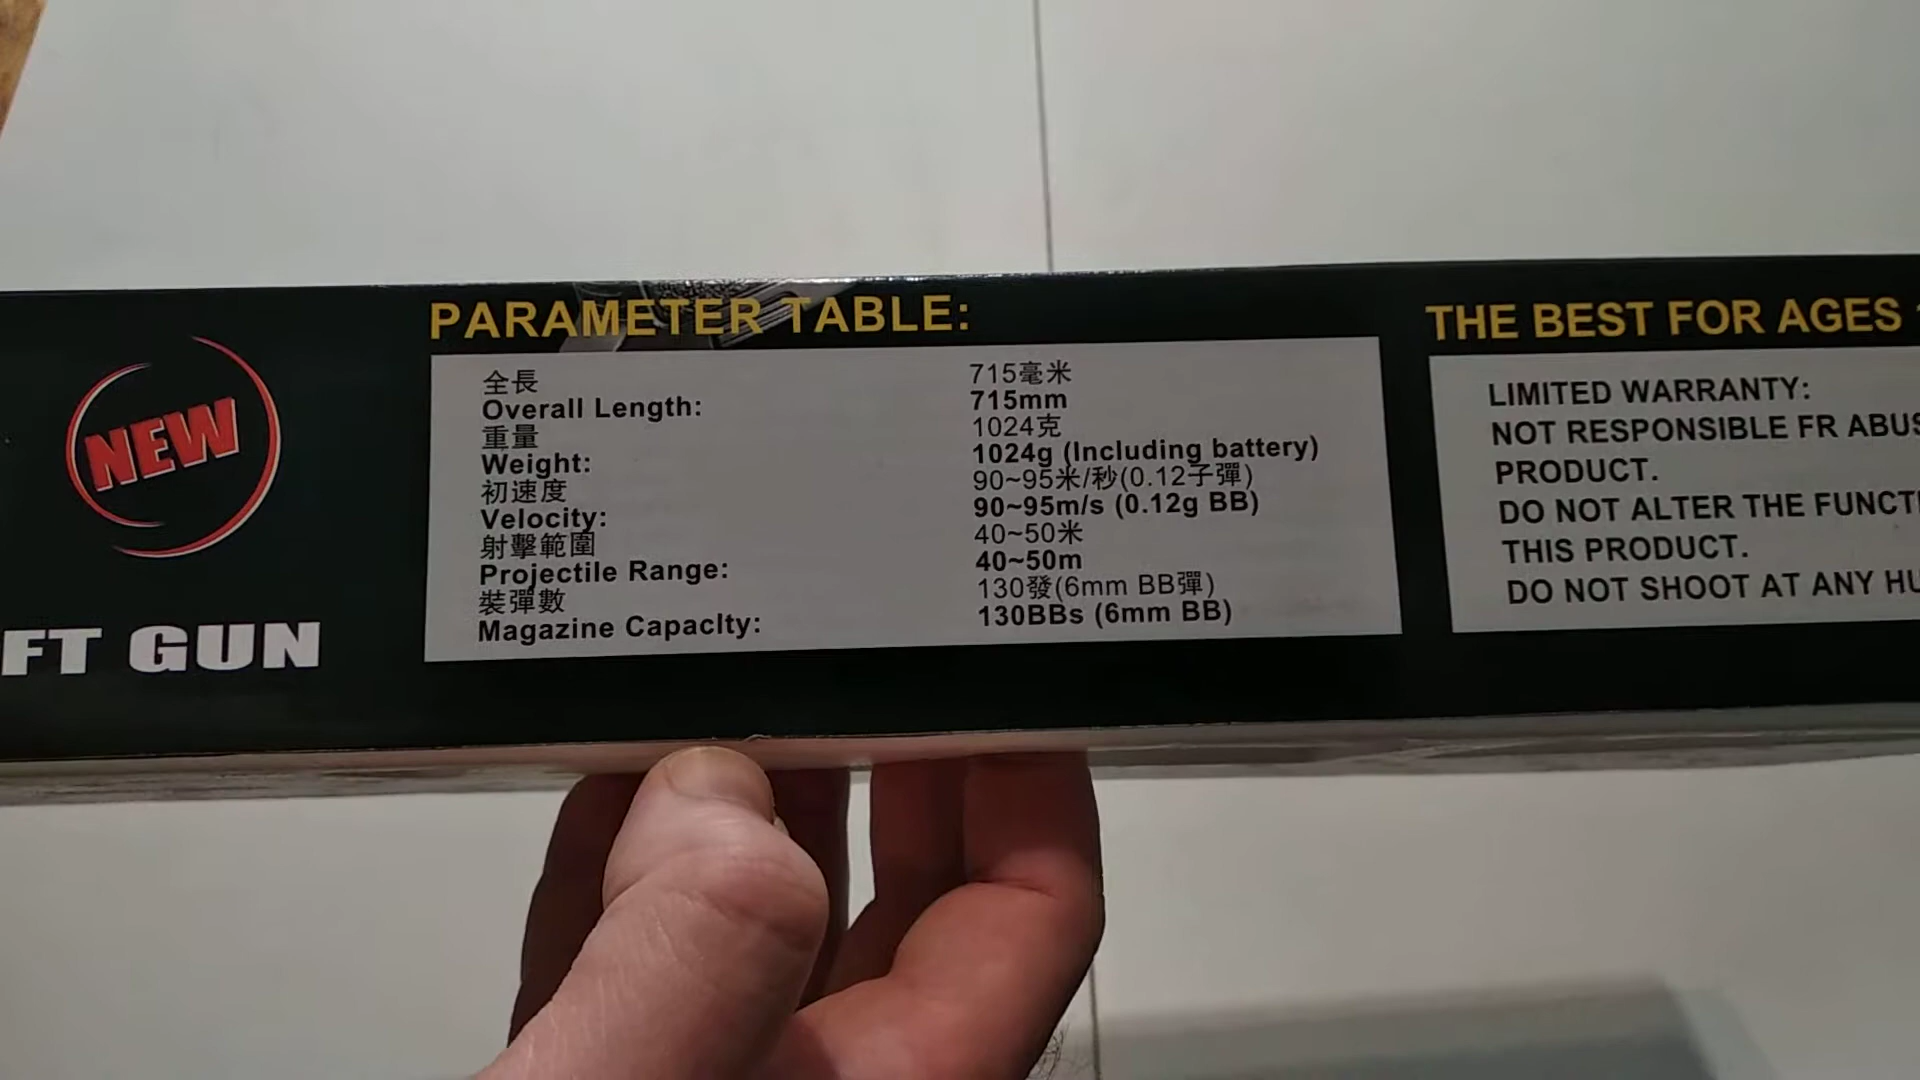 NEW
FT GUN
PARAMETER TABLE:
全長 715毫米
Overall Length: 715mm
重量 1024克
Weight: 1024g (Including battery)
初速度 90~95米/秒(0.12子彈)
Velocity: 90~95m/s (0.12g BB)
射擊範圍 40~50米
Projectile Range: 40~50m
裝彈數 130發(6mm BB彈)
Magazine Capaclty: 130BBs (6mm BB)
THE BEST FOR AGES
LIMITED WARRANTY:
NOT RESPONSIBLE FR ABUS
PRODUCT.
DO NOT ALTER THE FUNCT
THIS PRODUCT.
DO NOT SHOOT AT ANY HU